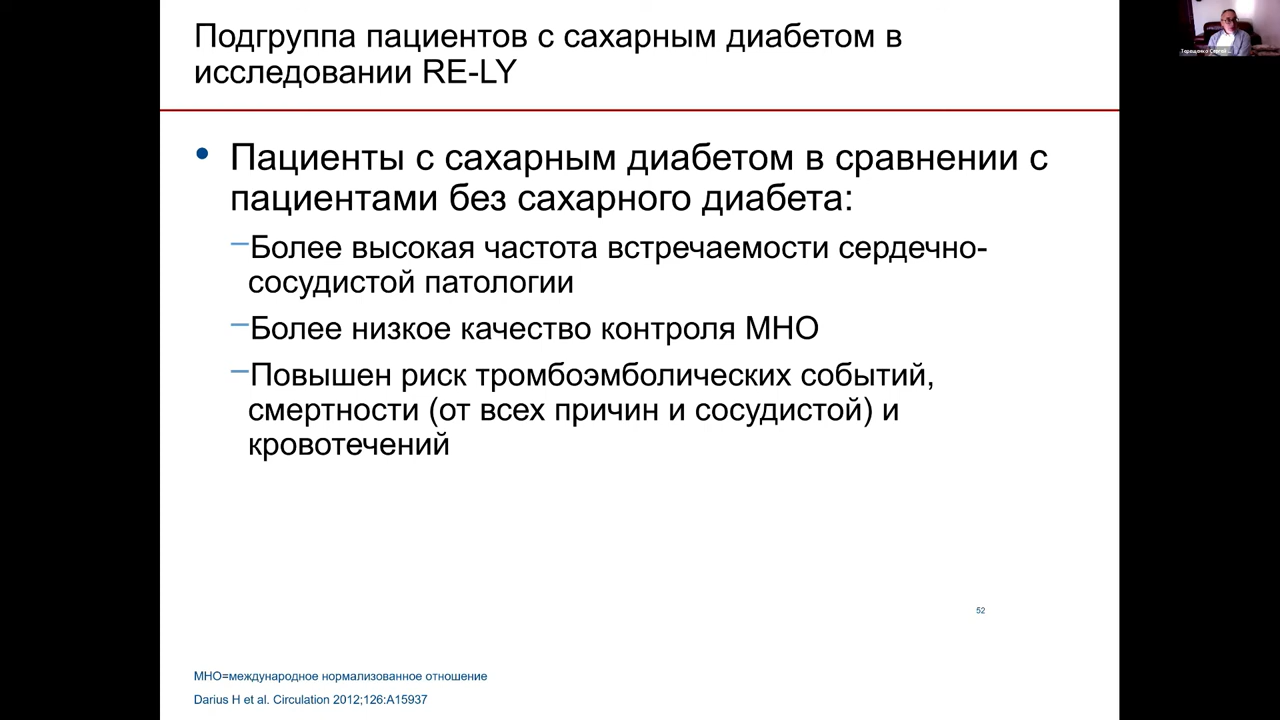 Подгруппа пациентов с сахарным диабетом в
исследовании RE-LY
Терещенко Сергей ...
• Пациенты с сахарным диабетом в сравнении с
пациентами без сахарного диабета:
–Более высокая частота встречаемости сердечно-
сосудистой патологии
–Более низкое качество контроля МНО
–Повышен риск тромбоэмболических событий,
смертности (от всех причин и сосудистой) и
кровотечений
52
МНО=международное нормализованное отношение
Darius H et al. Circulation 2012;126:A15937